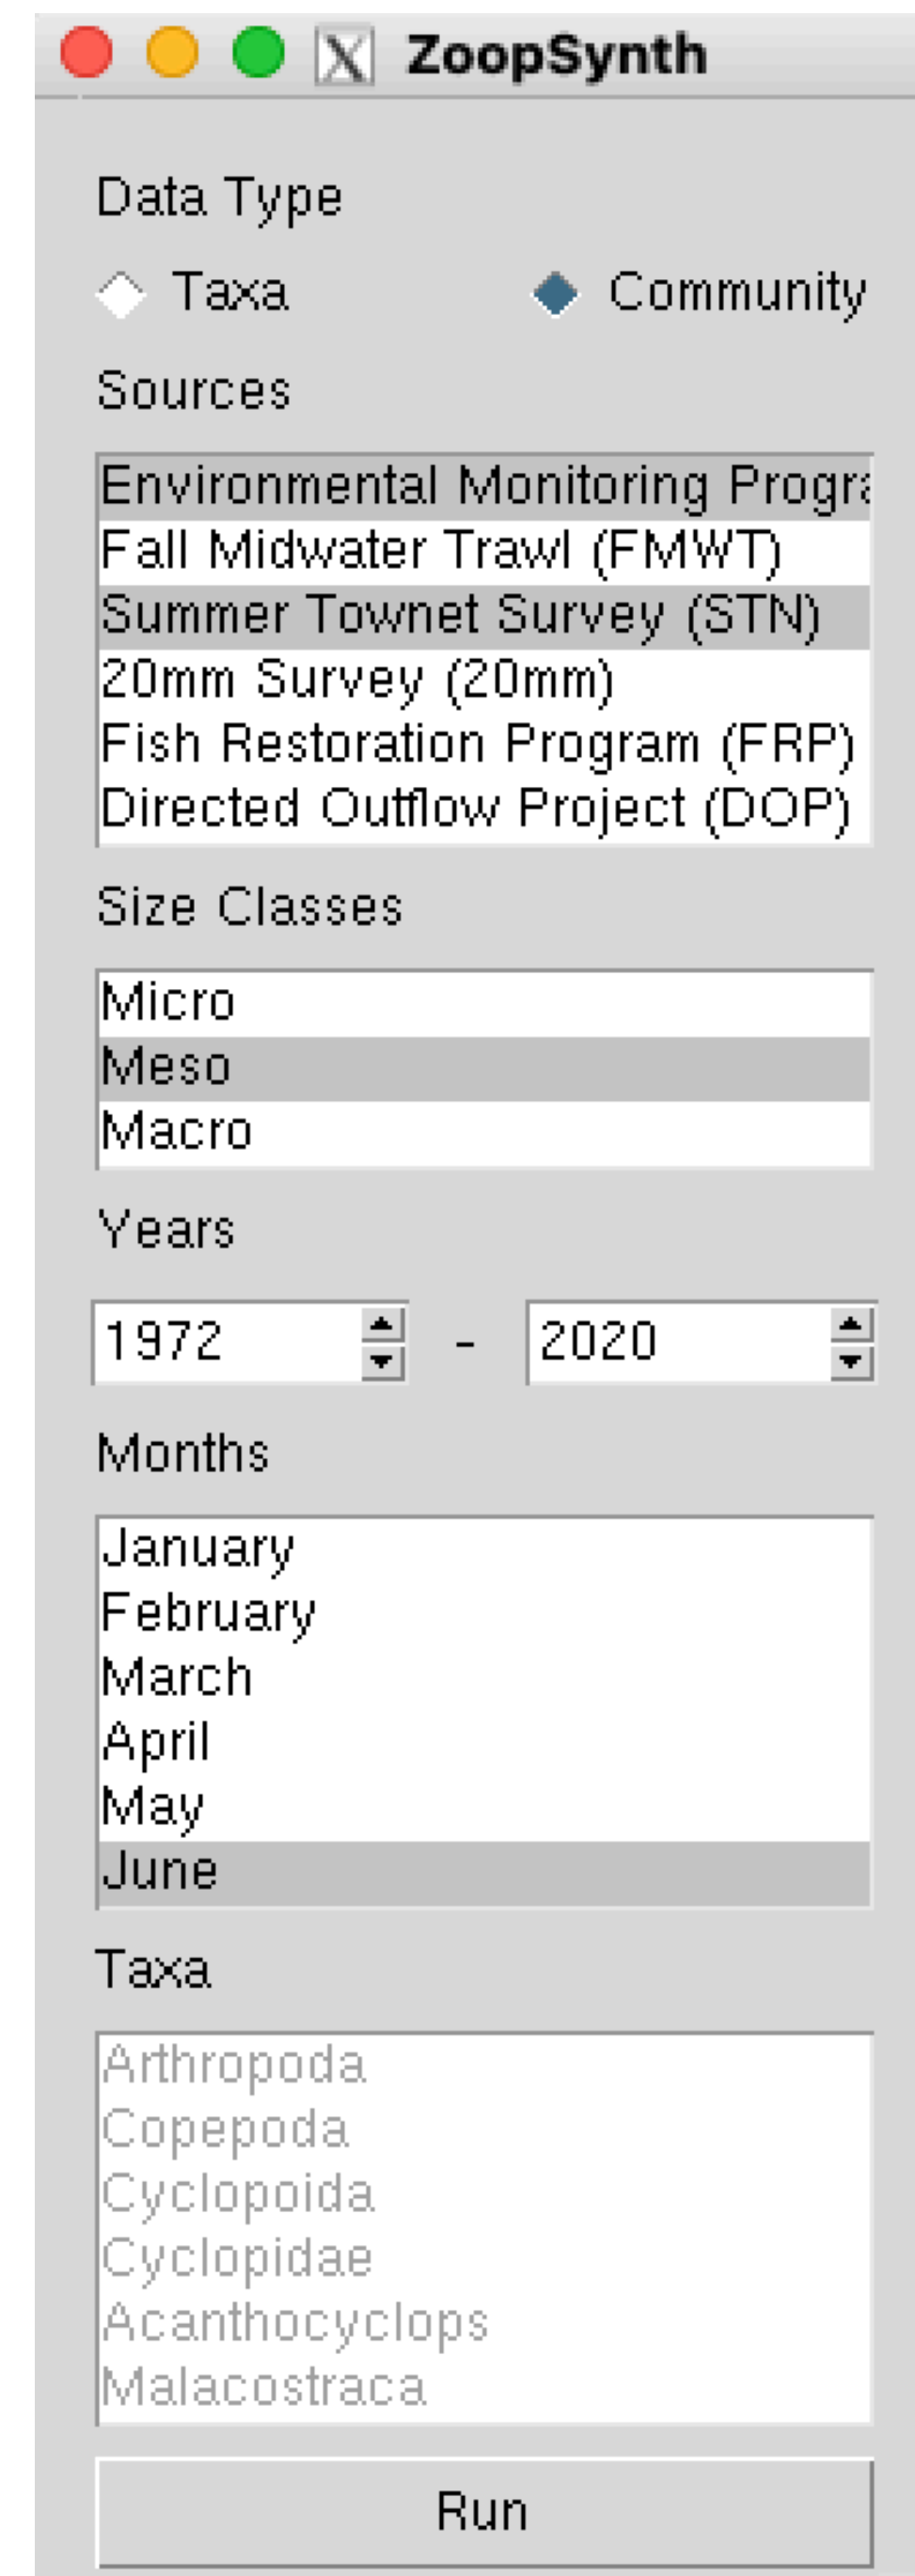 ZoopSynth
Data Type
Taxa Community
Sources
Environmental Monitoring Progra
Fall Midwater Trawl (FMWT)
Summer Townet Survey (STN)
20mm Survey (20mm)
Fish Restoration Program (FRP)
Directed Outflow Project (DOP)
Size Classes
Micro
Meso
Macro
Years
1972 - 2020
Months
January
February
March
April
May
June
Taxa
Arthropoda
Copepoda
Cyclopoida
Cyclopidae
Acanthocyclops
Malacostraca
Run